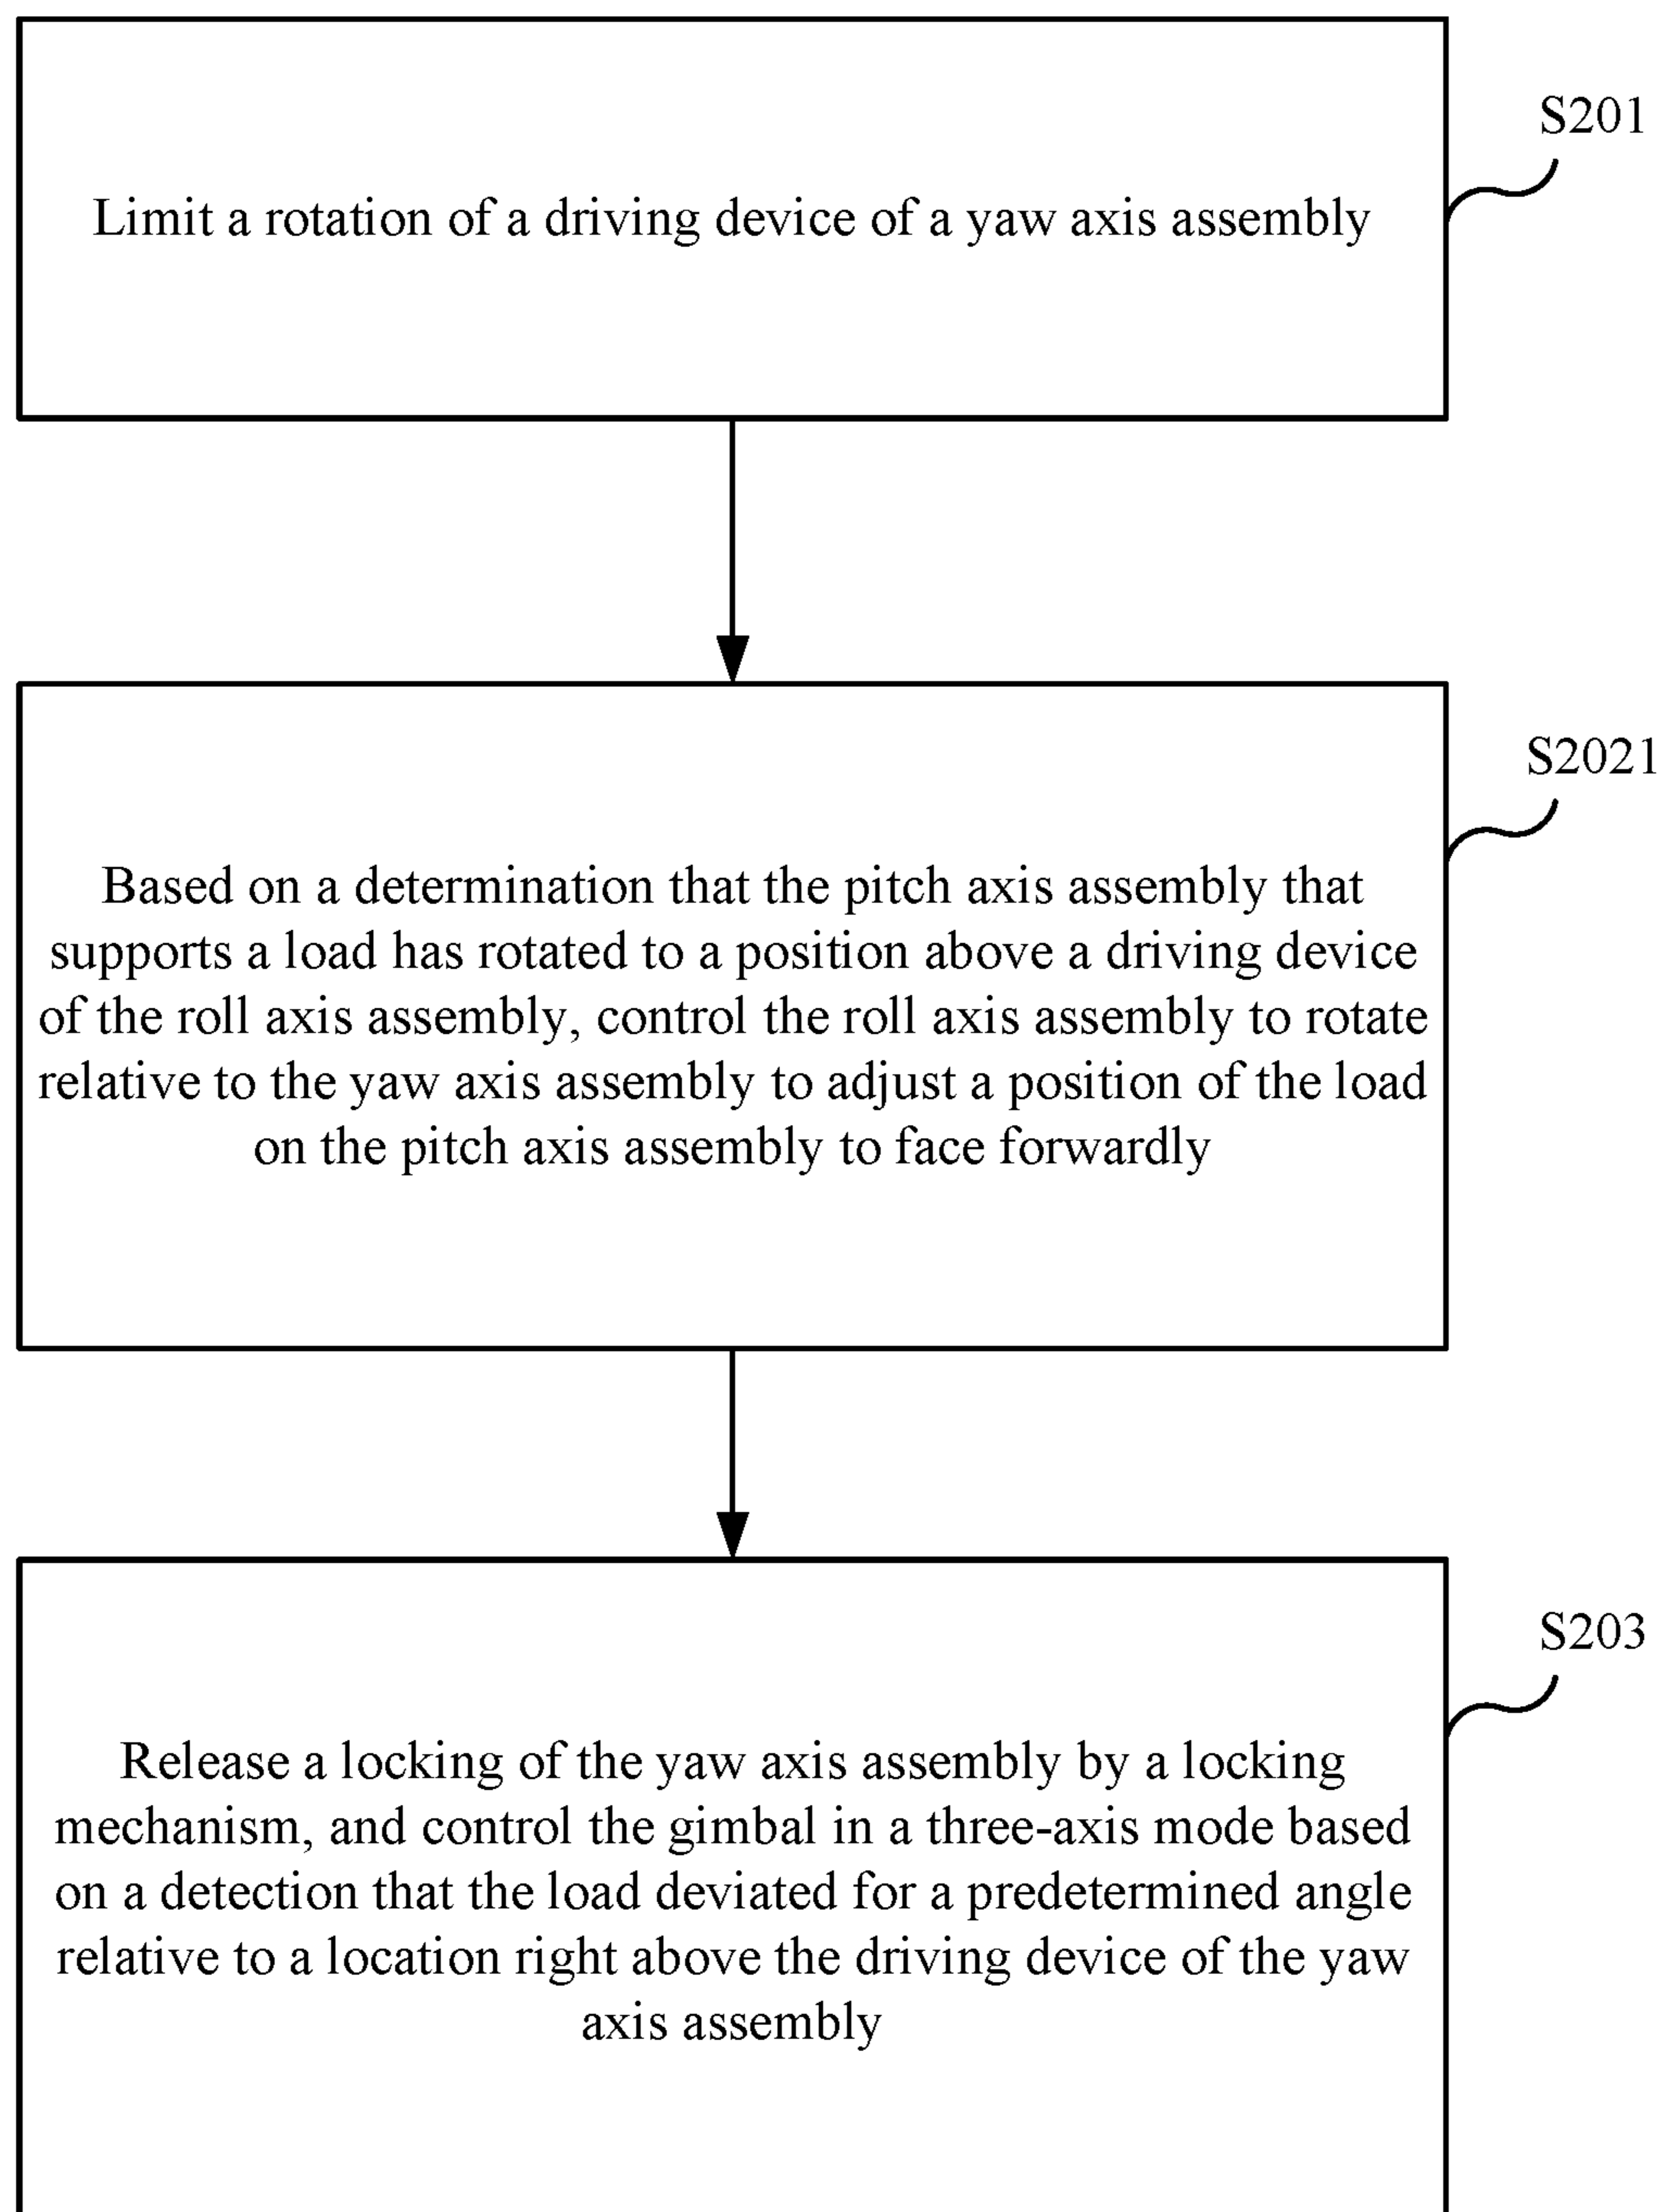 S201
Limit a rotation of a driving device of a yaw axis assembly
S2021
Based on a determination that the pitch axis assembly that
supports a load has rotated to a position above a driving device
of the roll axis assembly, control the roll axis assembly to rotate
relative to the yaw axis assembly to adjust a position of the load
on the pitch axis assembly to face forwardly
S203
Release a locking of the yaw axis assembly by a locking
mechanism, and control the gimbal in a three-axis mode based
on a detection that the load deviated for a predetermined angle
relative to a location right above the driving device of the yaw
axis assembly